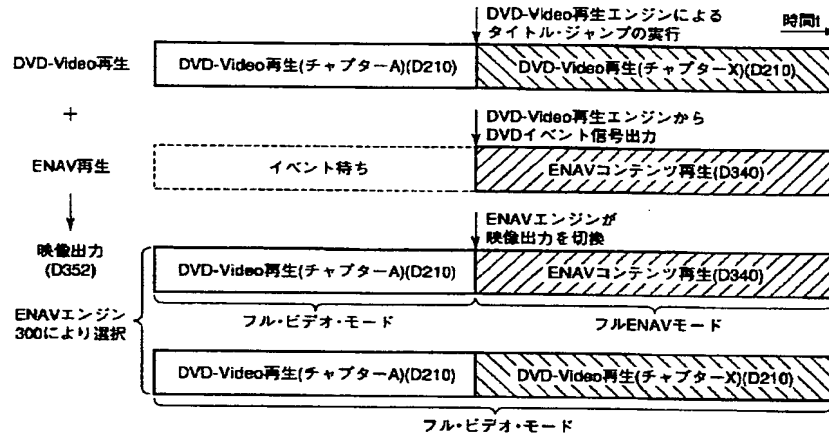 DVD-Video再生エンジンによる
タイトル・ジャンプの実行
時間t
DVD-Video再生
DVD-Video再生(チャプターA)(D210)
DVD-Video再生(チャプターX)(D210)
+
DVD-Video再生エンジンから
DVDイベント信号出力
ENAV再生
イベント待ち
ENAVコンテンツ再生(D340)
ENAVエンジンが
映像出力を切換
映像出力
(D352)
DVD-Video再生(チャプターA)(D210)
ENAVコンテンツ再生(D340)
ENAVエンジン
300により選択
フル・ビデオ・モード
フルENAVモード
DVD-Video再生(チャプターA)(D210)
DVD-Video再生(チャプターX)(D210)
フル・ビデオ・モード